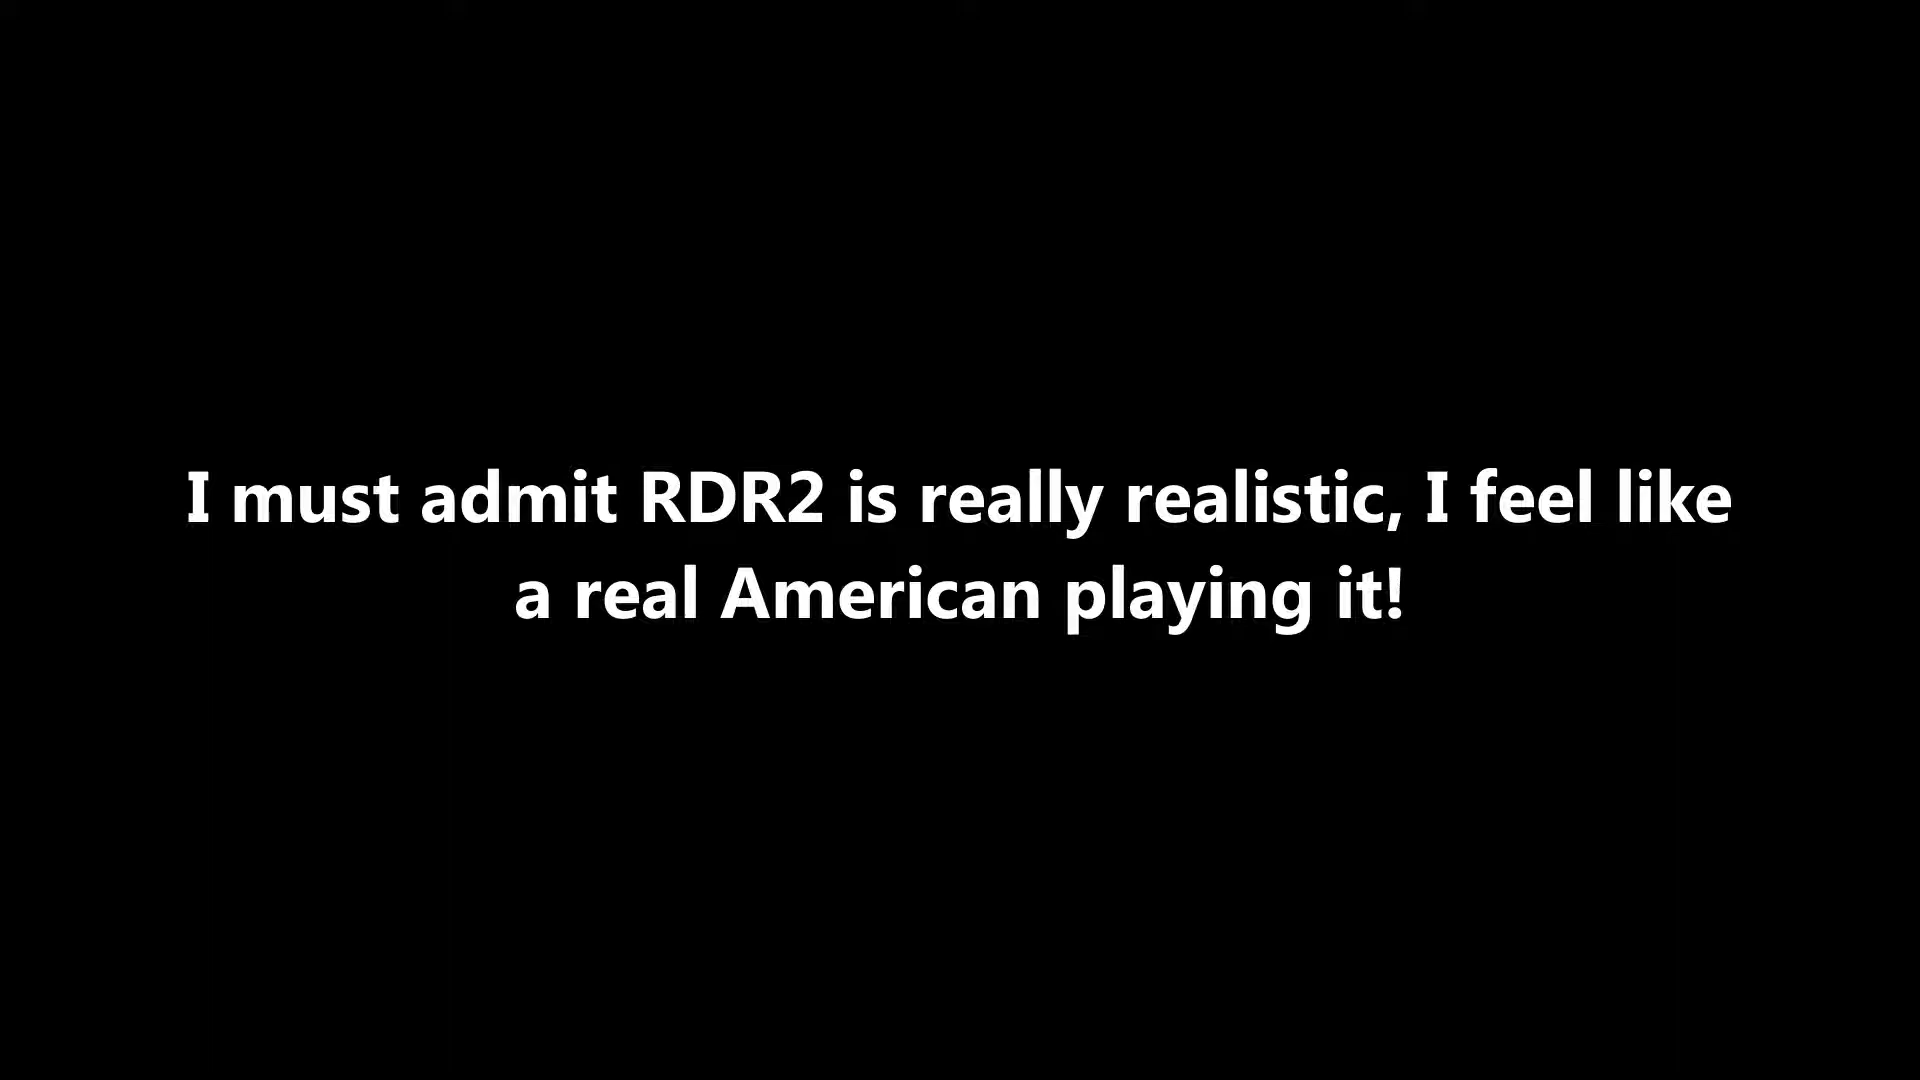 I must admit RDR2 is really realistic, I feel like
a real American playing it!